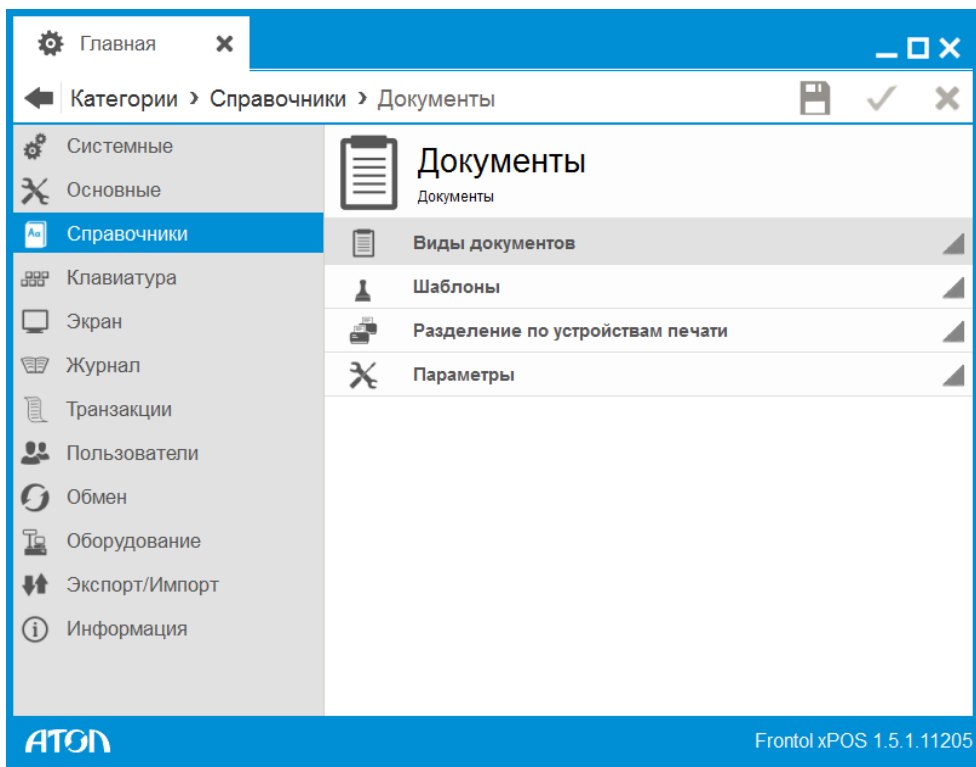 Главная
Категории › Справочники › Документы
Системные
Основные
Справочники
Клавиатура
Экран
Журнал
Транзакции
Пользователи
Обмен
Оборудование
Экспорт/Импорт
Информация
Документы
Документы
Виды документов
Шаблоны
Разделение по устройствам печати
Параметры
АТОЛ
Frontol xPOS 1.5.1.11205